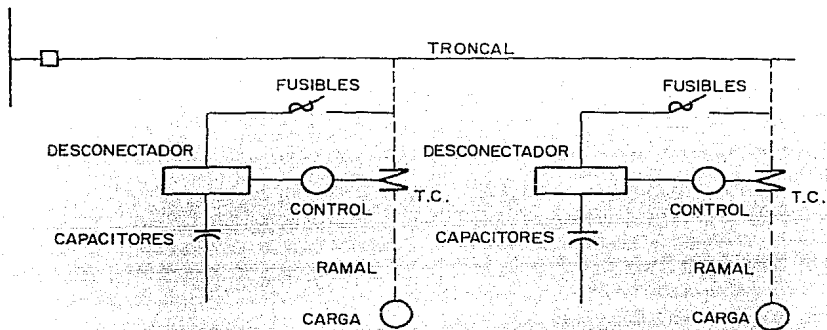 TRONCAL
FUSIBLES
FUSIBLES
DESCONECTADOR
DESCONECTADOR
T.C.
T.C.
CONTROL
CONTROL
CAPACITORES
CAPACITORES
RAMAL
RAMAL
CARGA
CARGA